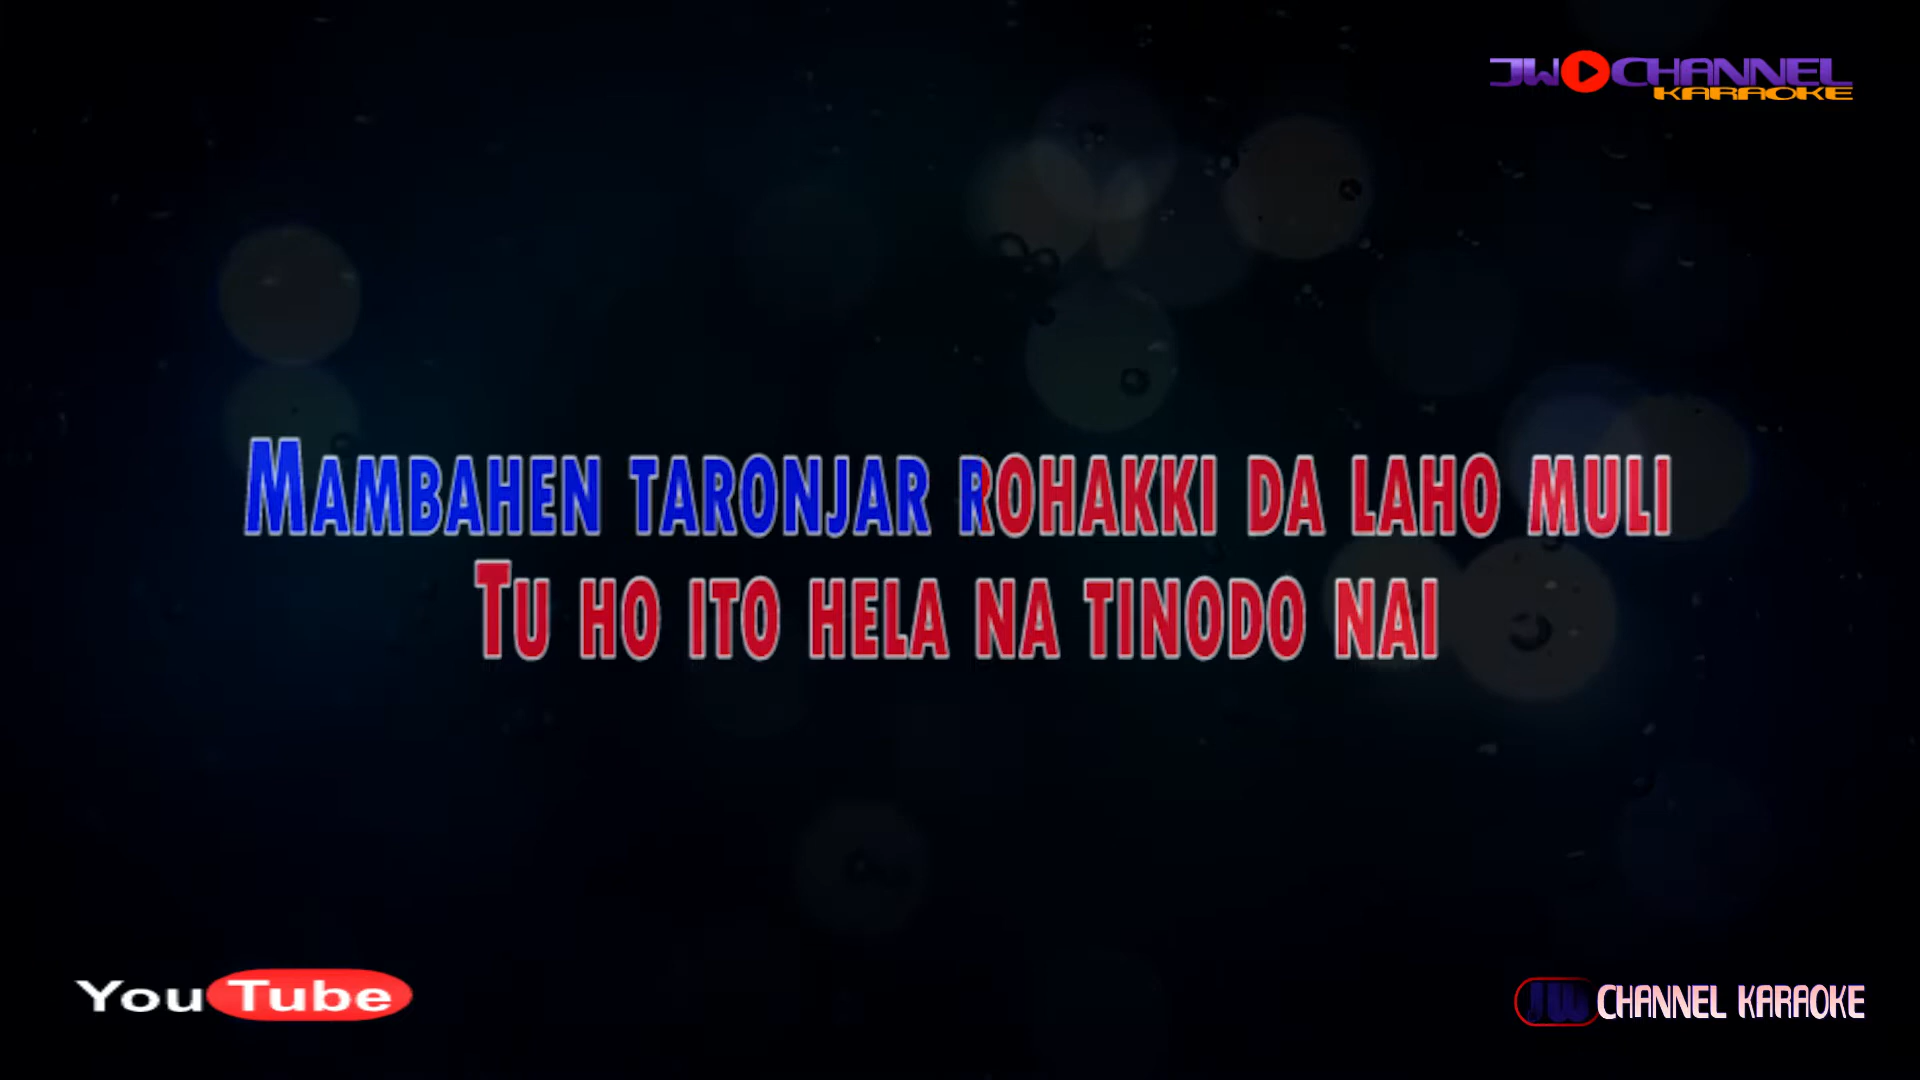 JW CHANNEL
KARAOKE
MAMBAHEN TARONJAR ROHAKKI DA LAHO MULI
TU HO ITO HELA NA TINODO NAI
YouTube
JW CHANNEL KARAOKE